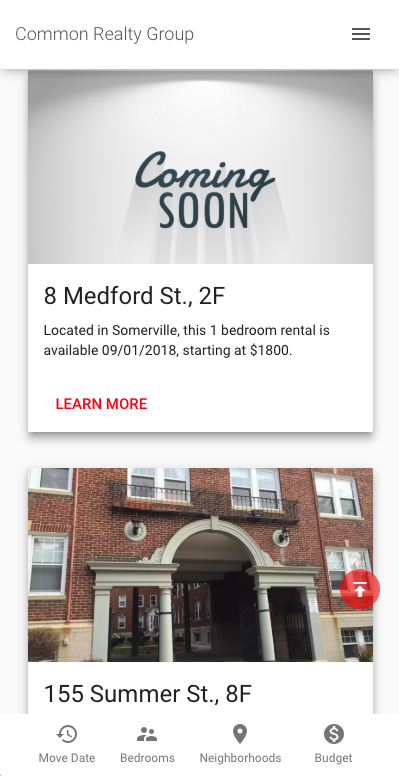 Common Realty Group
Coming
SOON
8 Medford St., 2F
Located in Somerville, this 1 bedroom rental is
available 09/01/2018, starting at $1800.
LEARN MORE
155 Summer St., 8F
Move Date
Bedrooms
Neighborhoods
Budget